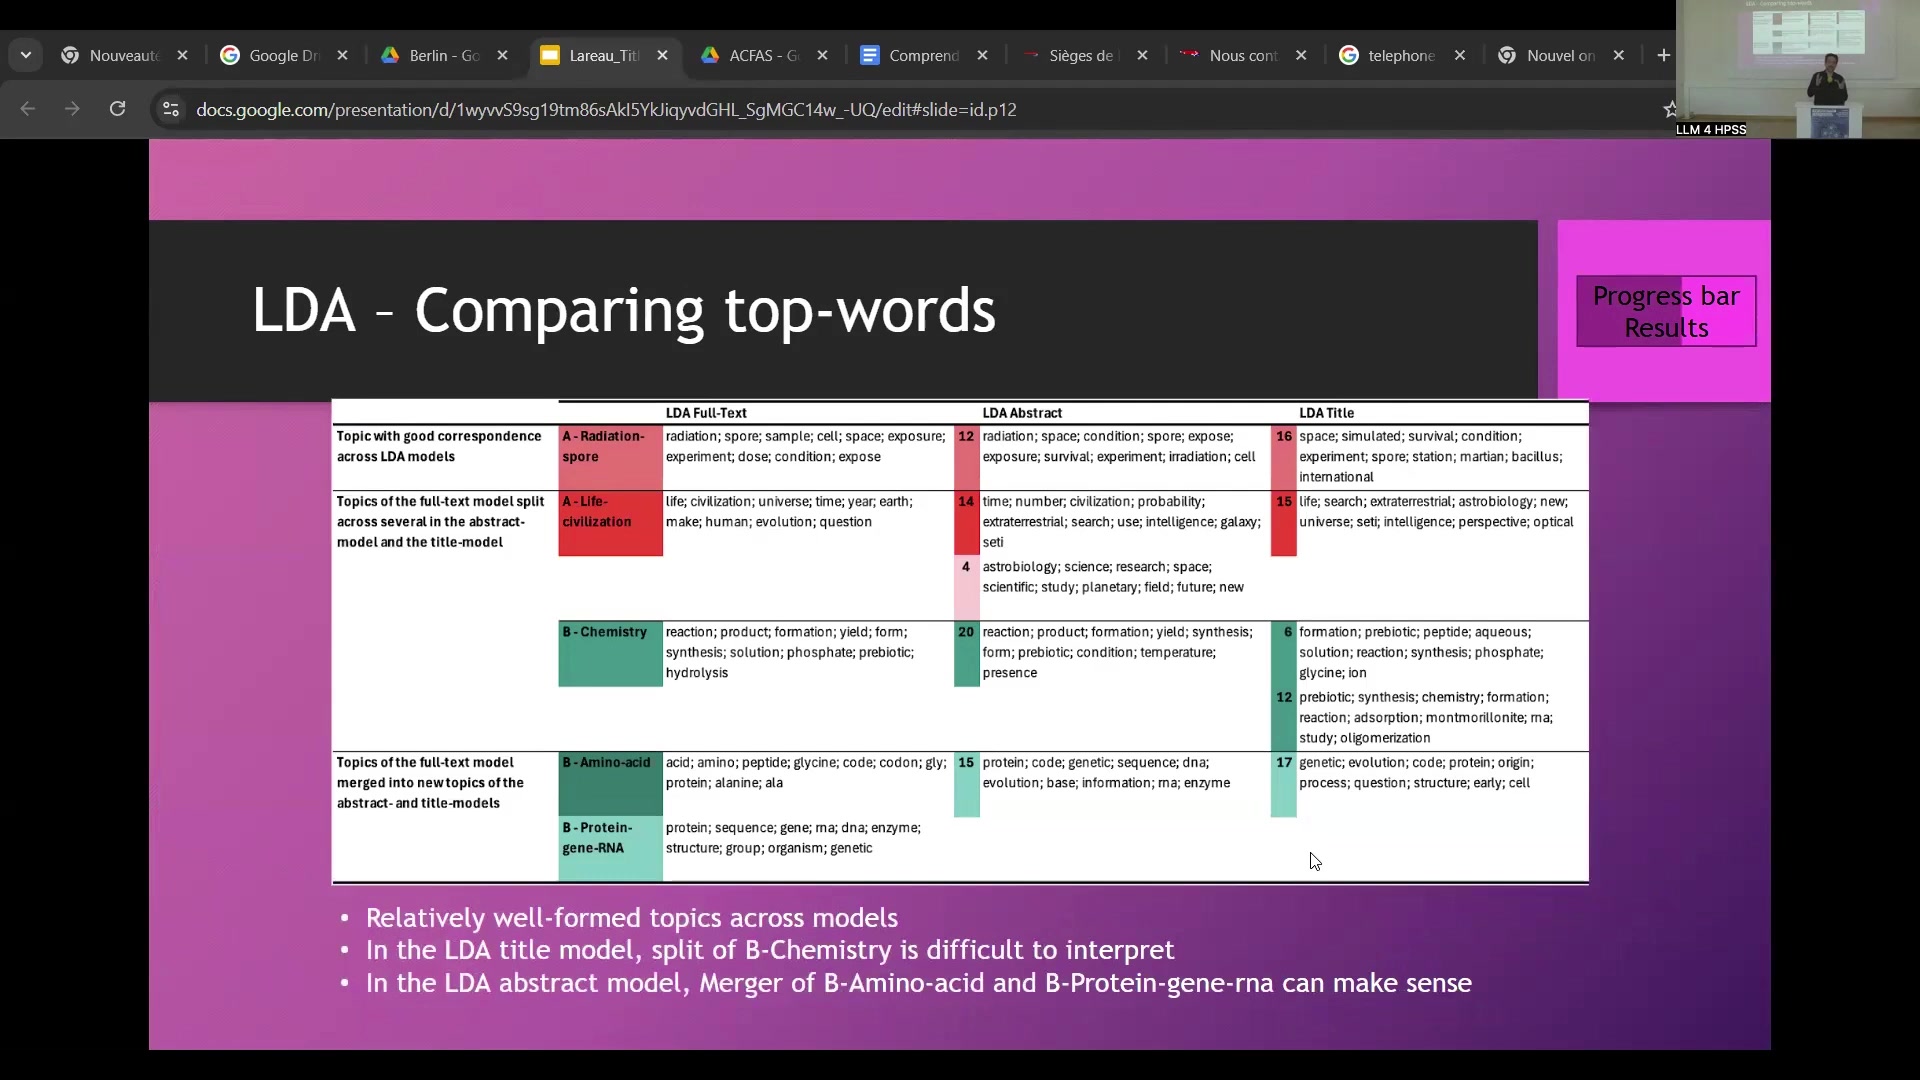 Nouveauté
Google Dri
Berlin - Go
Lareau_Titl
ACFAS - G
Comprend
Sièges de
Nous cont
telephone
Nouvel on
docs.google.com/presentation/d/1wyvvS9sg19tm86sAkI5YkJiqyvdGHL_SgMGC14w_-UQ/edit#slide=id.p12
LLM 4 HPSS
LDA – Comparing top-words
Progress bar
Results
LDA Full-Text
LDA Abstract
LDA Title
Topic with good correspondence
across LDA models
A - Radiation-
spore
radiation; spore; sample; cell; space; exposure;
experiment; dose; condition; expose
12
radiation; space; condition; spore; expose;
exposure; survival; experiment; irradiation; cell
16
space; simulated; survival; condition;
experiment; spore; station; martian; bacillus;
international
Topics of the full-text model split
across several in the abstract-
model and the title-model
A - Life-
civilization
life; civilization; universe; time; year; earth;
make; human; evolution; question
14
time; number; civilization; probability;
extraterrestrial; search; use; intelligence; galaxy;
seti
15
life; search; extraterrestrial; astrobiology; new;
universe; seti; intelligence; perspective; optical
4
astrobiology; science; research; space;
scientific; study; planetary; field; future; new
B - Chemistry
reaction; product; formation; yield; form;
synthesis; solution; phosphate; prebiotic;
hydrolysis
20
reaction; product; formation; yield; synthesis;
form; prebiotic; condition; temperature;
presence
6
formation; prebiotic; peptide; aqueous;
solution; reaction; synthesis; phosphate;
glycine; ion
12
prebiotic; synthesis; chemistry; formation;
reaction; adsorption; montmorillonite; rna;
study; oligomerization
Topics of the full-text model
merged into new topics of the
abstract- and title-models
B - Amino-acid
acid; amino; peptide; glycine; code; codon; gly;
protein; alanine; ala
15
protein; code; genetic; sequence; dna;
evolution; base; information; rna; enzyme
17
genetic; evolution; code; protein; origin;
process; question; structure; early; cell
B - Protein-
gene-RNA
protein; sequence; gene; rna; dna; enzyme;
structure; group; organism; genetic
• Relatively well-formed topics across models
• In the LDA title model, split of B-Chemistry is difficult to interpret
• In the LDA abstract model, Merger of B-Amino-acid and B-Protein-gene-rna can make sense